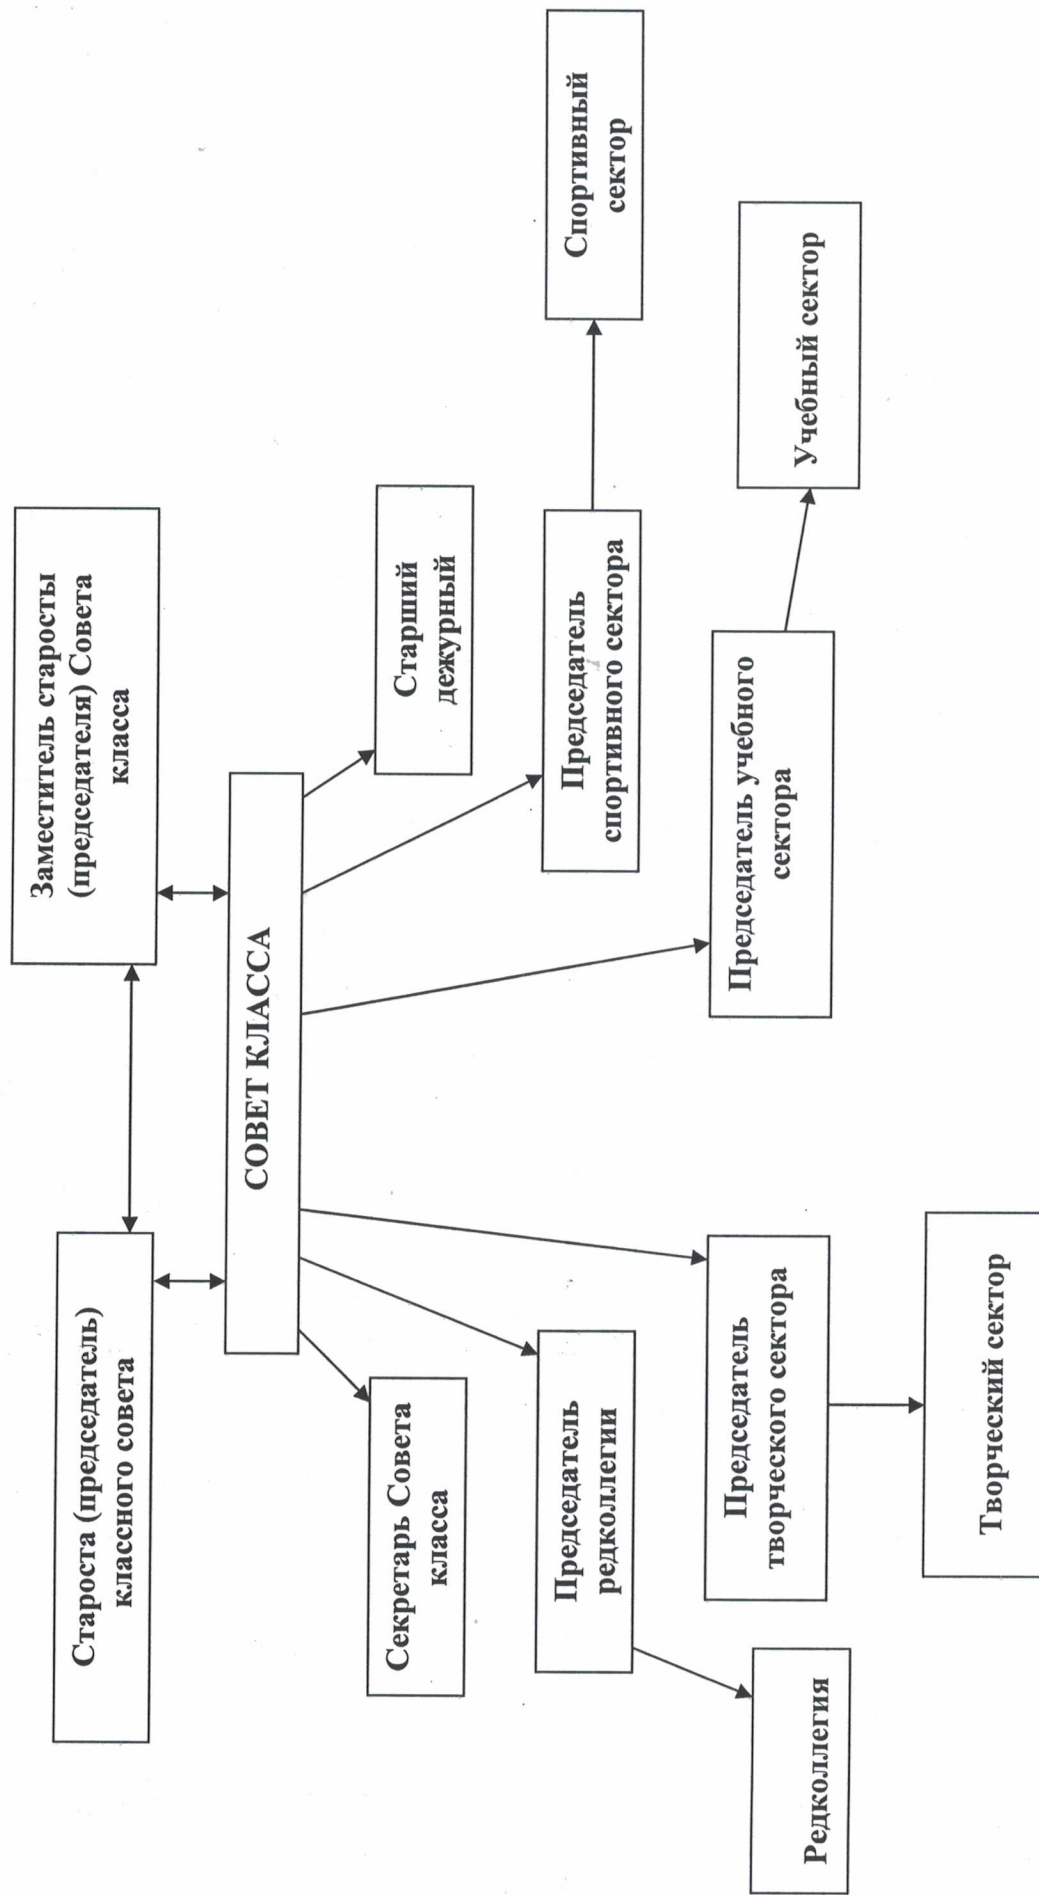 Староста (председатель)
классного совета
Заместитель старосты
(председателя) Совета
класса
СОВЕТ КЛАССА
Секретарь Совета
класса
Старший
дежурный
Председатель
редколлегии
Председатель
спортивного сектора
Спортивный
сектор
Председатель
творческого сектора
Председатель учебного
сектора
Учебный сектор
Редколлегия
Творческий сектор